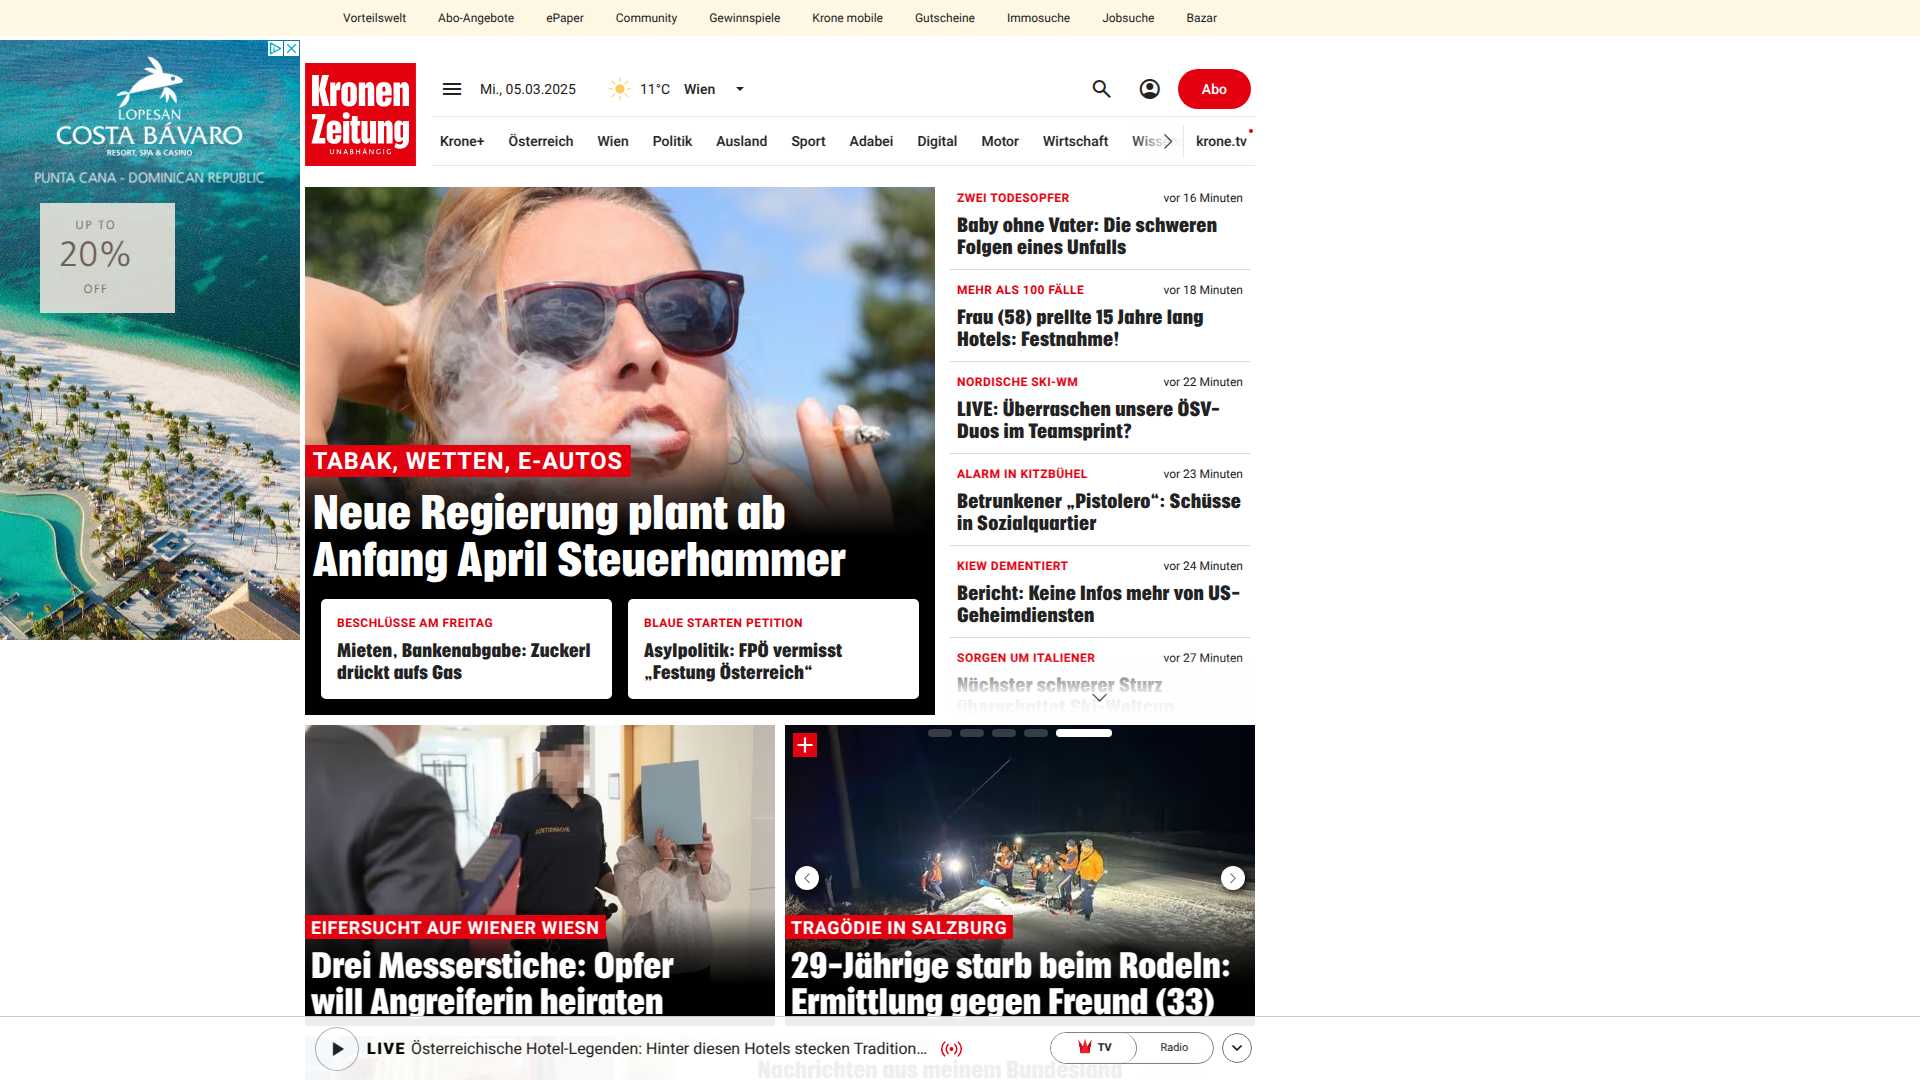 Vorteilswelt Abo-Angebote ePaper Community Gewinnspiele Krone mobile Gutscheine Immosuche Jobsuche Bazar
LOPESAN
COSTA BÁVARO
RESORT, SPA & CASINO
PUNTA CANA - DOMINICAN REPUBLIC
UP TO
20%
OFF
Kronen
Zeitung
UNABHÄNGIG
Mi., 05.03.2025 11°C Wien Abo
Krone+ Österreich Wien Politik Ausland Sport Adabei Digital Motor Wirtschaft krone.tv
TABAK, WETTEN, E-AUTOS
Neue Regierung plant ab
Anfang April Steuerhammer
BESCHLÜSSE AM FREITAG
Mieten, Bankenabgabe: Zuckerl
drückt aufs Gas
BLAUE STARTEN PETITION
Asylpolitik: FPÖ vermisst
„Festung Österreich“
ZWEI TODESOPFER vor 16 Minuten
Baby ohne Vater: Die schweren
Folgen eines Unfalls
MEHR ALS 100 FÄLLE vor 18 Minuten
Frau (58) prellte 15 Jahre lang
Hotels: Festnahme!
NORDISCHE SKI-WM vor 22 Minuten
LIVE: Überraschen unsere ÖSV-
Duos im Teamsprint?
ALARM IN KITZBÜHEL vor 23 Minuten
Betrunkener „Pistolero“: Schüsse
in Sozialquartier
KIEW DEMENTIERT vor 24 Minuten
Bericht: Keine Infos mehr von US-
Geheimdiensten
SORGEN UM ITALIENER vor 27 Minuten
Nächster schwerer Sturz
überschattet Ski-Weltcup
EIFERSUCHT AUF WIENER WIESN
Drei Messerstiche: Opfer
will Angreiferin heiraten
TRAGÖDIE IN SALZBURG
29-Jährige starb beim Rodeln:
Ermittlung gegen Freund (33)
LIVE Österreichische Hotel-Legenden: Hinter diesen Hotels stecken Tradition... TV Radio
Nachrichten aus meinem Bundesland